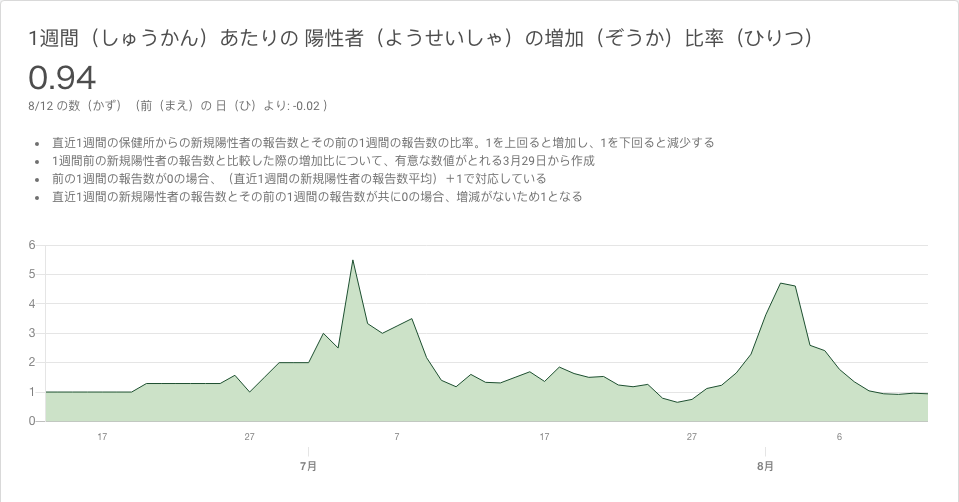 1週間（しゅうかん）あたりの 陽性者（ようせいしゃ）の増加（ぞうか）比率（ひりつ）
0.94
8/12 の数（かず）（前（まえ）の 日（ひ）より: -0.02 ）
• 直近1週間の保健所からの新規陽性者の報告数とその前の1週間の報告数の比率。1を上回ると増加し、1を下回ると減少する
• 1週間前の新規陽性者の報告数と比較した際の増加比について、有意な数値がとれる3月29日から作成
• 前の1週間の報告数が0の場合、（直近1週間の新規陽性者の報告数平均）＋1で対応している
• 直近1週間の新規陽性者の報告数とその前の1週間の報告数が共に0の場合、増減がないため1となる
6
5
4
3
2
1
0
17 27 7 17 27 6
7月 8月